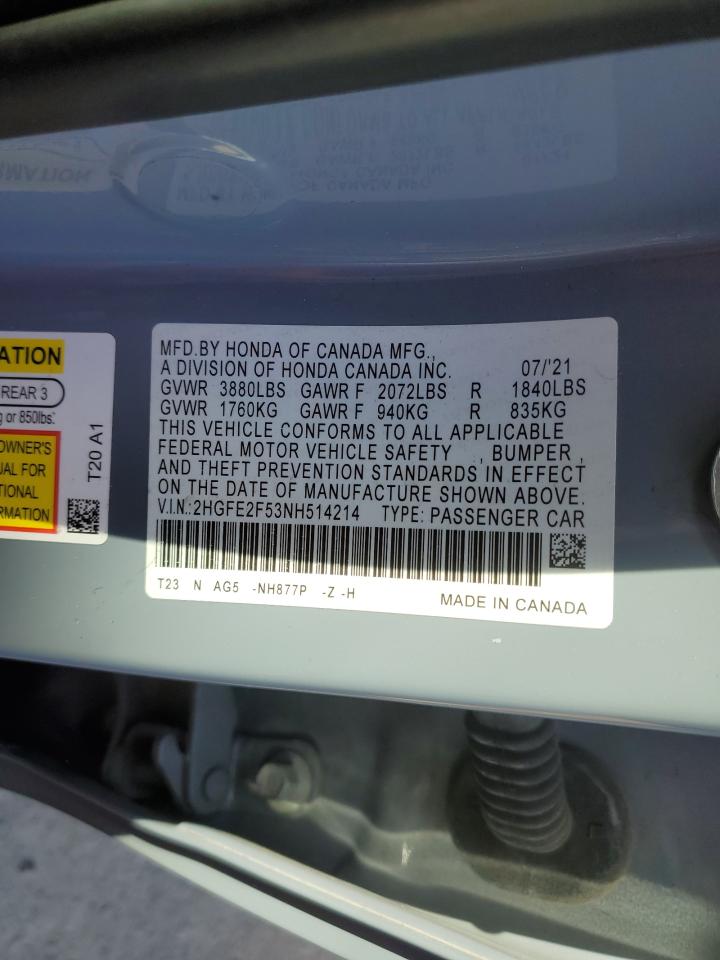 ATION
REAR 3
g or 850lbs.
OWNER'S
UAL FOR
TIONAL
RMATION
T20 A1
MFD.BY HONDA OF CANADA MFG.,
A DIVISION OF HONDA CANADA INC. 07/'21
GVWR 3880LBS GAWR F 2072LBS R 1840LBS
GVWR 1760KG GAWR F 940KG R 835KG
THIS VEHICLE CONFORMS TO ALL APPLICABLE
FEDERAL MOTOR VEHICLE SAFETY , BUMPER ,
AND THEFT PREVENTION STANDARDS IN EFFECT
ON THE DATE OF MANUFACTURE SHOWN ABOVE.
V.I.N.:2HGFE2F53NH514214 TYPE: PASSENGER CAR
T23 N AG5 -NH877P -Z -H
MADE IN CANADA